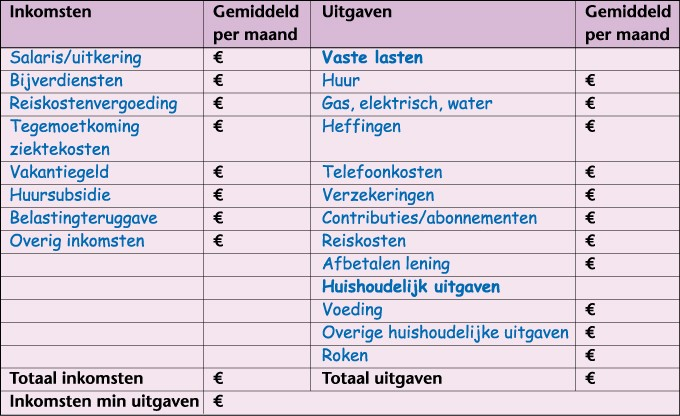 Inkomsten Gemiddeld per maand Uitgaven Gemiddeld per maand
Salaris/uitkering € Vaste lasten
Bijverdiensten € Huur €
Reiskostenvergoeding € Gas, elektrisch, water €
Tegemoetkoming ziektekosten € Heffingen €
Vakantiegeld € Telefoonkosten €
Huursubsidie € Verzekeringen €
Belastingteruggave € Contributies/abonnementen €
Overig inkomsten € Reiskosten €
Afbetalen lening €
Huishoudelijk uitgaven
Voeding €
Overige huishoudelijke uitgaven €
Roken €
Totaal inkomsten € Totaal uitgaven €
Inkomsten min uitgaven €